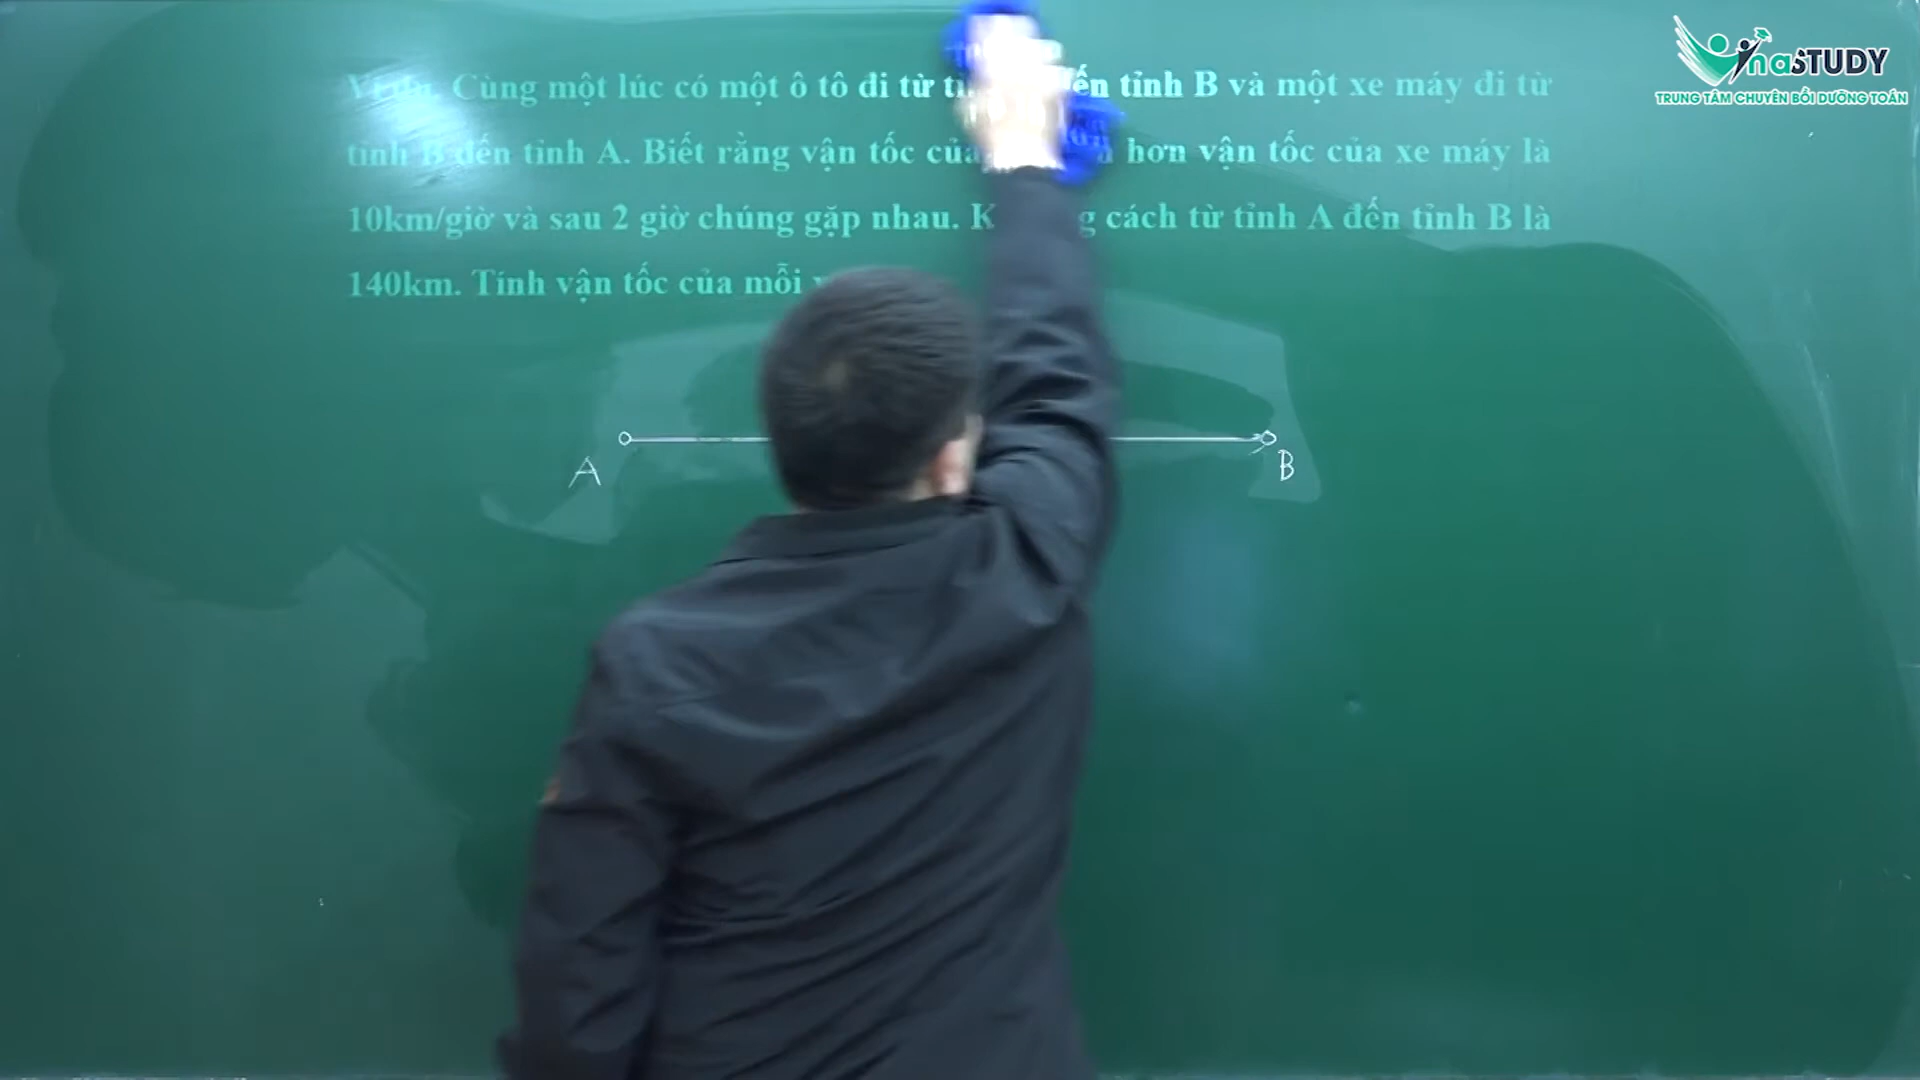 Cùng một lúc có một ô tô đi từ đến tỉnh B và một xe máy đi từ
tỉnh B đến tỉnh A. Biết rằng vận tốc của hơn vận tốc của xe máy là
10km/giờ và sau 2 giờ chúng gặp nhau. cách từ tỉnh A đến tỉnh B là
140km. Tính vận tốc của mỗi
A
B
VinaSTUDY
TRUNG TÂM CHUYÊN BỒI DƯỠNG TOÁN